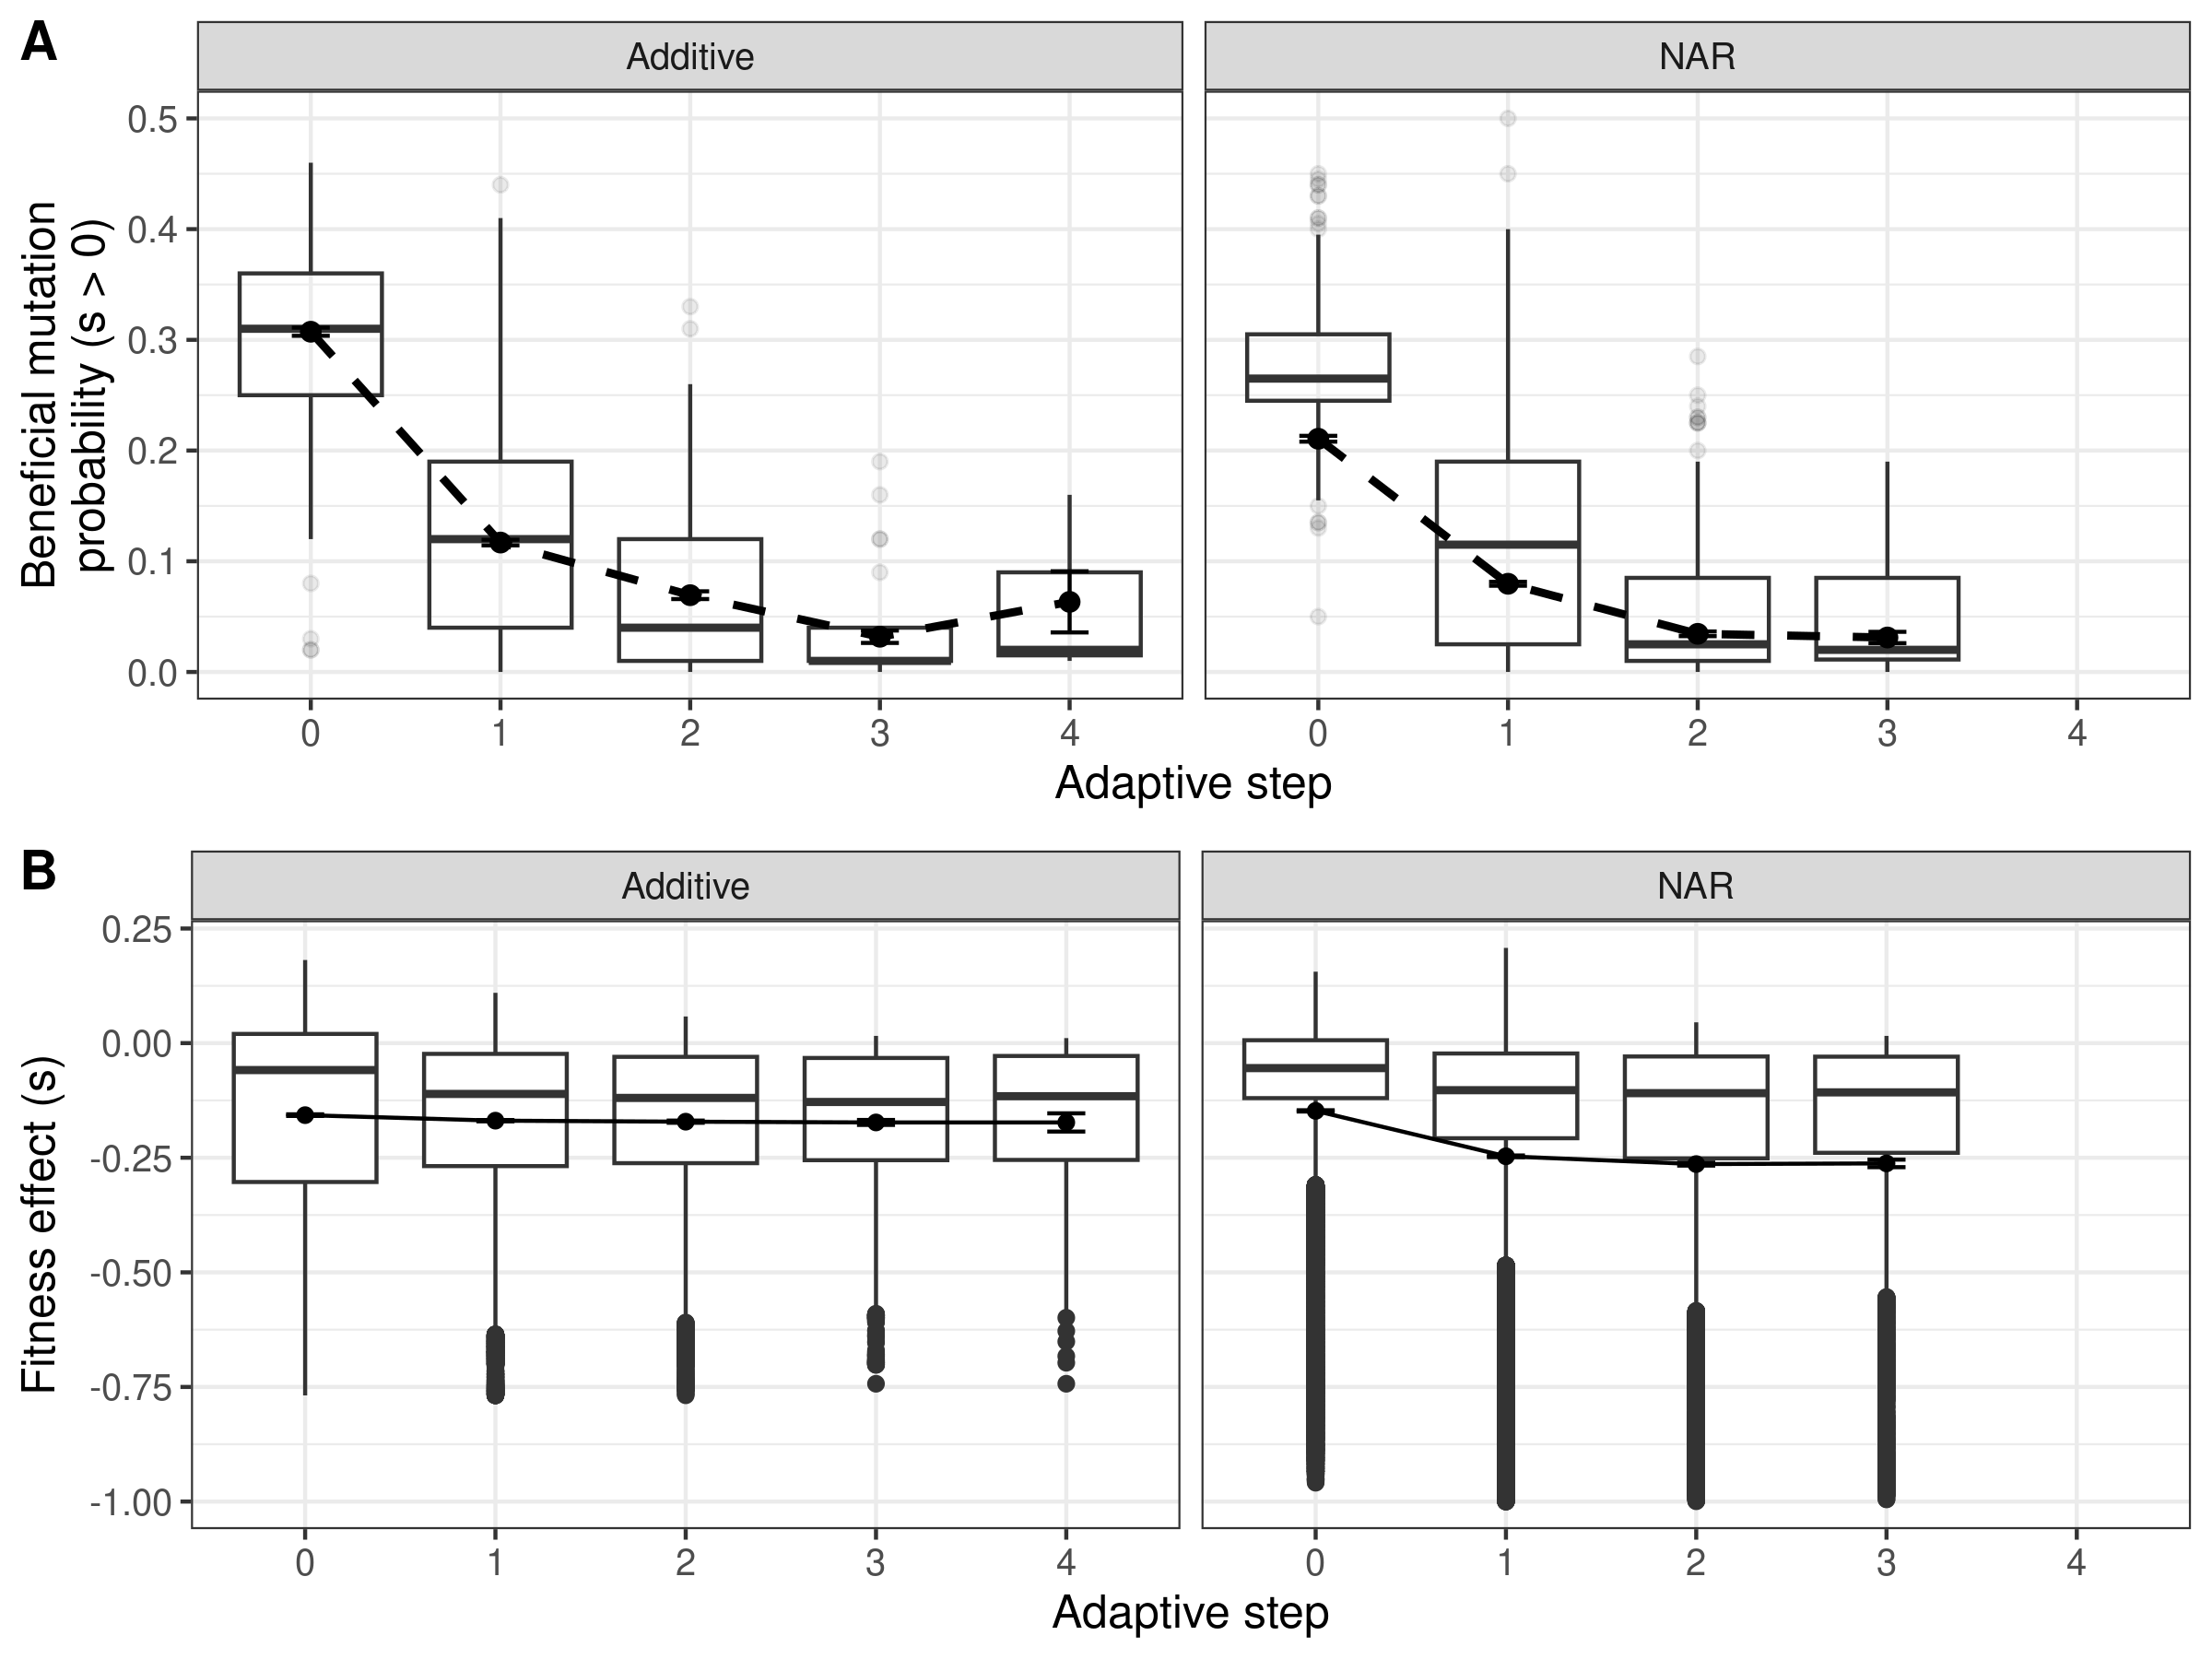 A
Additive
NAR
Beneficial mutation
probability (s > 0)
0.5
0.4
0.3
0.2
0.1
0.0
0 1 2 3 4
0 1 2 3 4
Adaptive step
B
Additive
NAR
Fitness effect (s)
0.25
0.00
-0.25
-0.50
-0.75
-1.00
0 1 2 3 4
0 1 2 3 4
Adaptive step